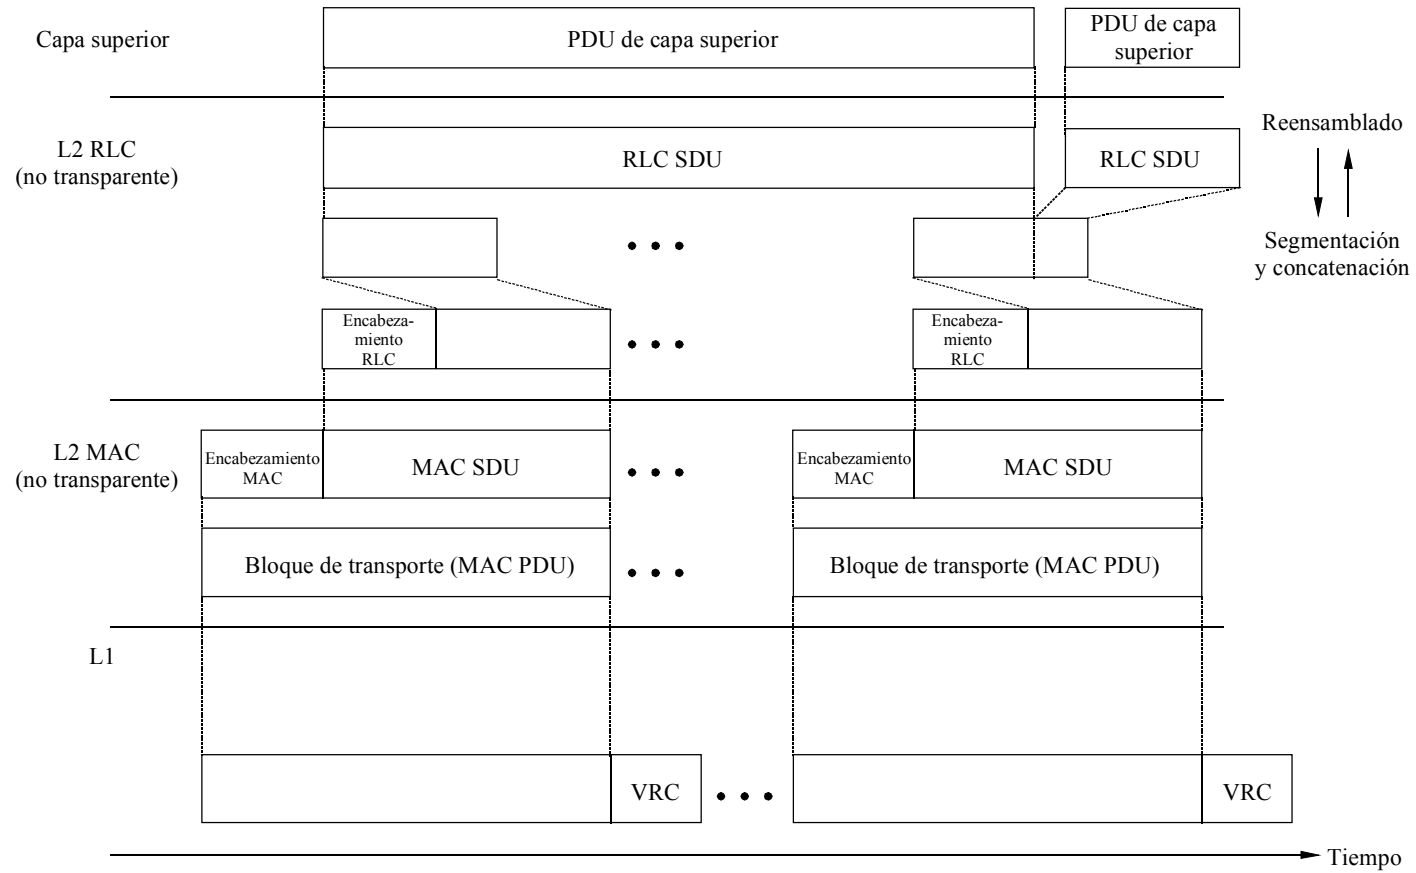 Capa superior
PDU de capa superior
PDU de capa
superior
L2 RLC
(no transparente)
RLC SDU
RLC SDU
Reensamblado
Segmentación
y concatenación
Encabeza-
miento
RLC
Encabeza-
miento
RLC
L2 MAC
(no transparente)
Encabezamiento
MAC
MAC SDU
Encabezamiento
MAC
MAC SDU
Bloque de transporte (MAC PDU)
Bloque de transporte (MAC PDU)
L1
VRC
VRC
Tiempo